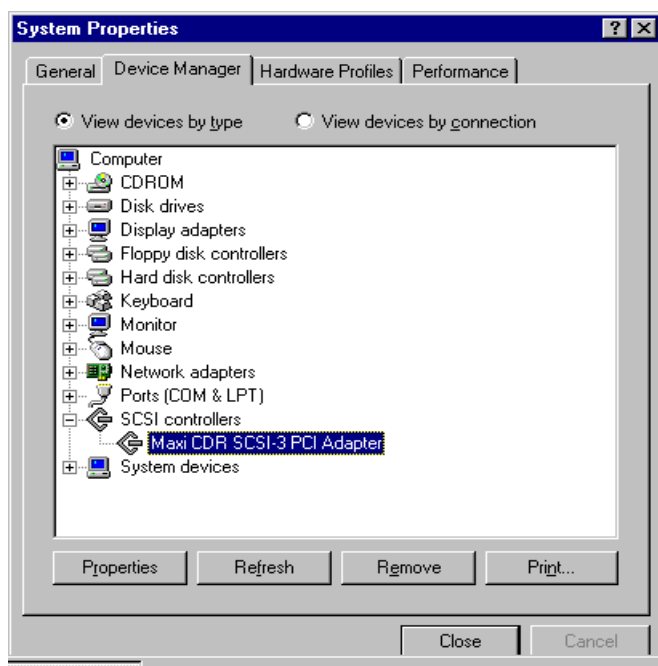 System Properties
General Device Manager Hardware Profiles Performance
View devices by type View devices by connection
Computer
CDROM
Disk drives
Display adapters
Floppy disk controllers
Hard disk controllers
Keyboard
Monitor
Mouse
Network adapters
Ports (COM & LPT)
SCSI controllers
Maxi CDR SCSI-3 PCI Adapter
System devices
Properties Refresh Remove Print...
Close Cancel